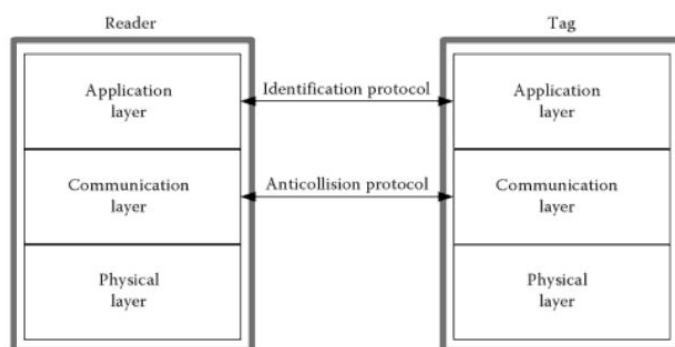 Reader
Tag
Application
layer
Identification protocol
Application
layer
Communication
layer
Anticollision protocol
Communication
layer
Physical
layer
Physical
layer